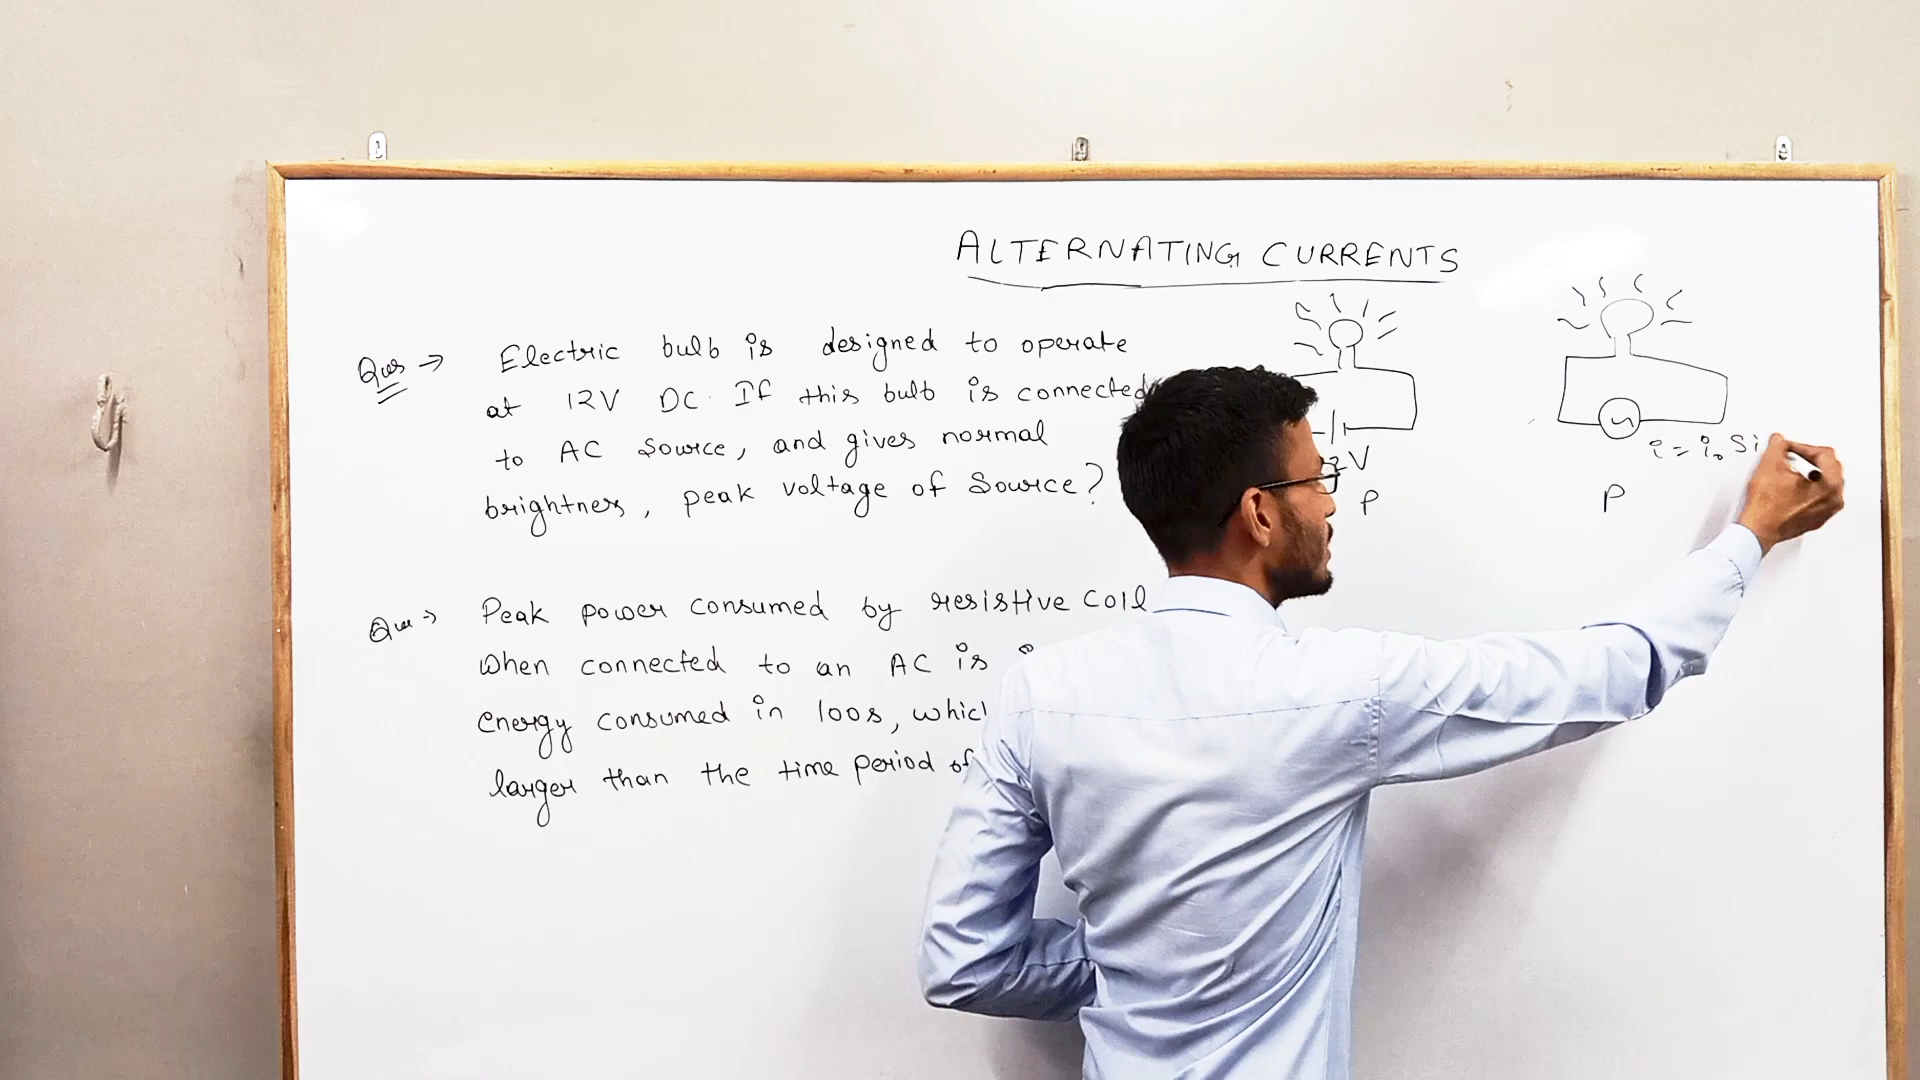 ALTERNATING CURRENTS
Ques → Electric bulb is designed to operate
at 12V DC. If this bulb is connected
to AC source, and gives normal
brightness, peak voltage of source?
Que → Peak power consumed by resistive coil
when connected to an AC is
energy consumed in 100s,
larger than the time period of
2V
P
i = i₀ Si
P